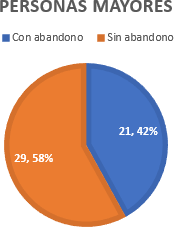 PERSONAS MAYORES
Con abandono Sin abandono
21, 42%
29, 58%